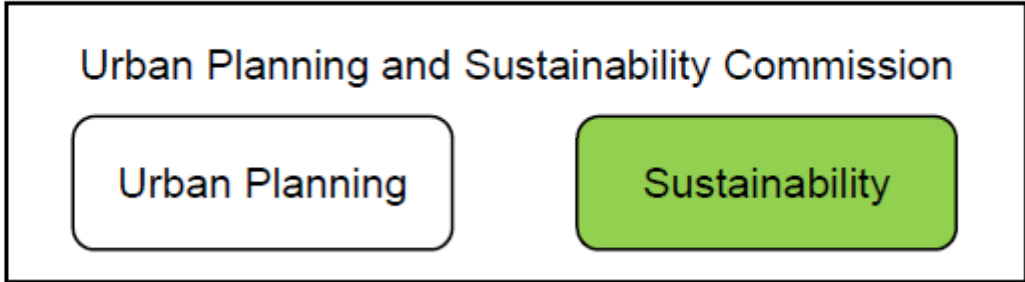 Urban Planning and Sustainability Commission
Urban Planning
Sustainability